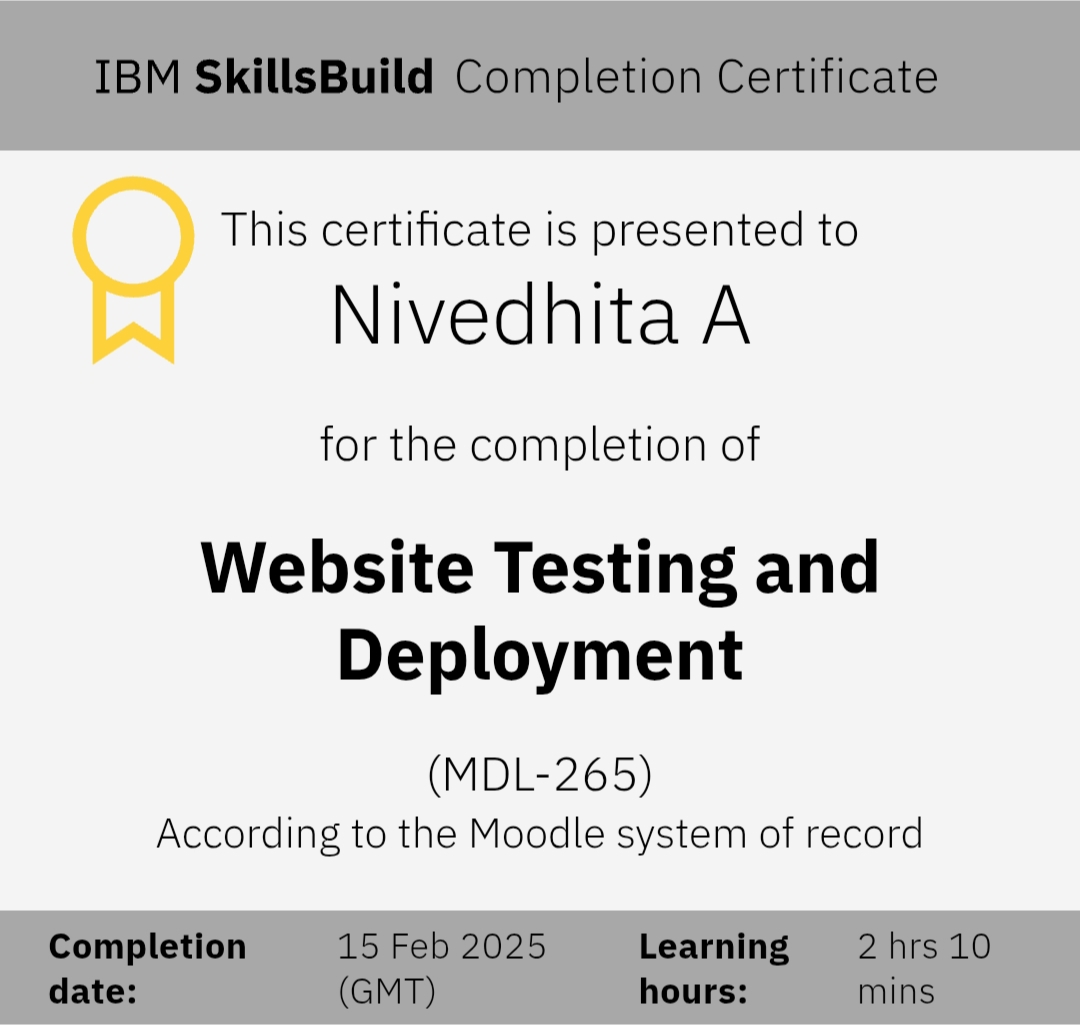 IBM SkillsBuild Completion Certificate
This certificate is presented to
Nivedhita A
for the completion of
Website Testing and
Deployment
(MDL-265)
According to the Moodle system of record
Completion date: 15 Feb 2025 (GMT) Learning hours: 2 hrs 10 mins